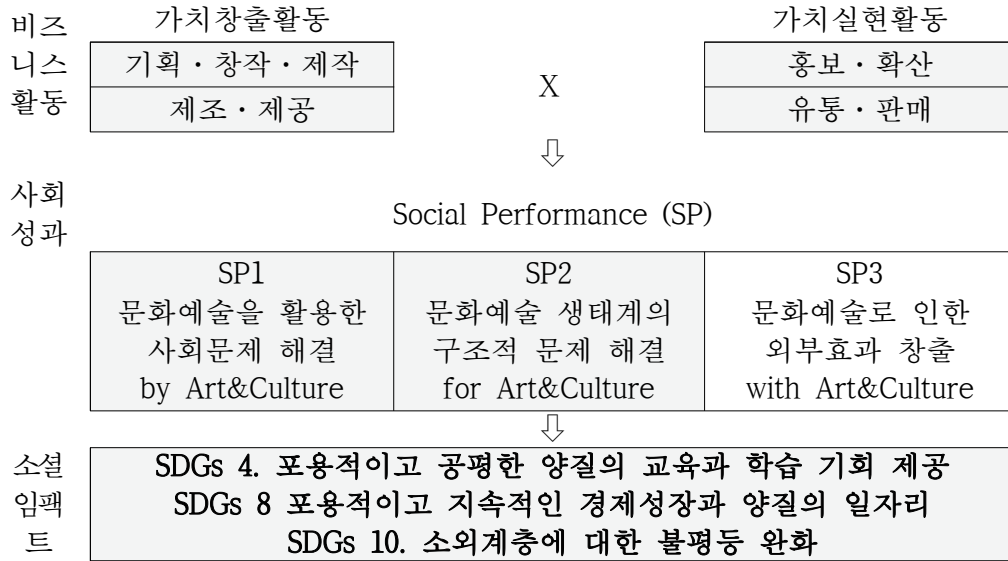 비즈니스 활동
가치창출활동
기획・창작・제작
제조・제공
X
가치실현활동
홍보・확산
유통・판매
⇩
사회성과
Social Performance (SP)
SP1
문화예술을 활용한
사회문제 해결
by Art&Culture
SP2
문화예술 생태계의
구조적 문제 해결
for Art&Culture
SP3
문화예술로 인한
외부효과 창출
with Art&Culture
⇩
소셜임팩트
SDGs 4. 포용적이고 공평한 양질의 교육과 학습 기회 제공
SDGs 8 포용적이고 지속적인 경제성장과 양질의 일자리
SDGs 10. 소외계층에 대한 불평등 완화